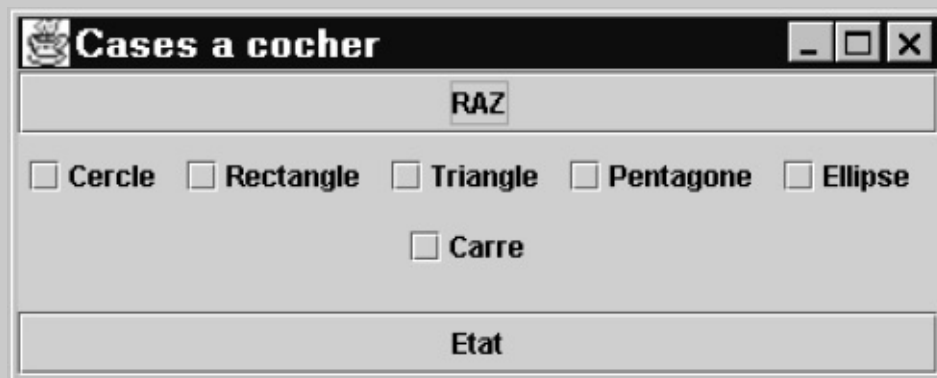 Cases a cocher
RAZ
Cercle Rectangle Triangle Pentagone Ellipse
Carre
Etat